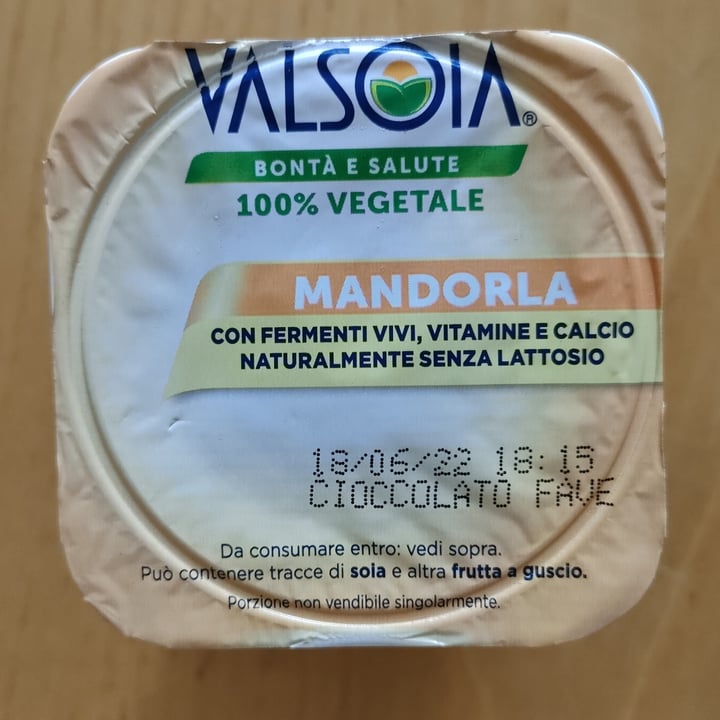 VALSOIA®
BONTÀ E SALUTE
100% VEGETALE
MANDORLA
CON FERMENTI VIVI, VITAMINE E CALCIO
NATURALMENTE SENZA LATTOSIO
18/06/22 18:15
CIOCCOLATO FAVE
Da consumare entro: vedi sopra.
Può contenere tracce di soia e altra frutta a guscio.
Porzione non vendibile singolarmente.